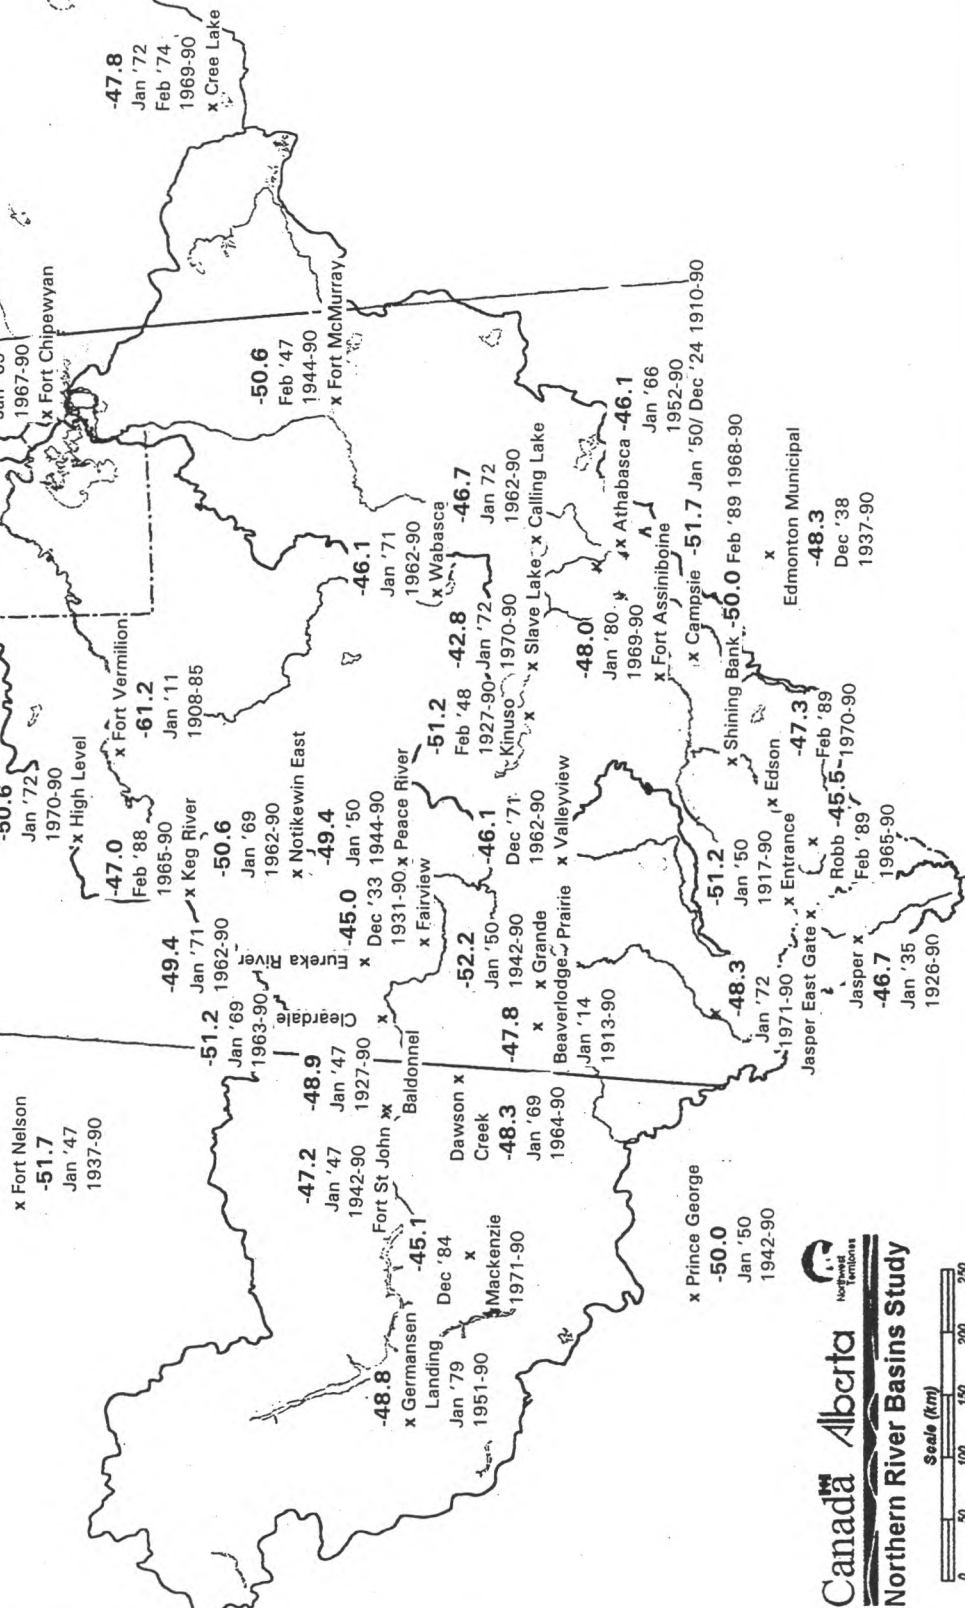 x Fort Nelson
-51.7
Jan '47
1937-90
-50.6
Jan '72
1970-90
x High Level
x Fort Vermilion
-61.2
Jan '11
1908-85
1967-90
x Fort Chipewyan
-47.8
Jan '72
Feb '74
1969-90
x Cree Lake
-50.6
Feb '47
1944-90
x Fort McMurray
-47.0
Feb '88
1965-90
x Keg River
-50.6
Jan '69
1962-90
x Notikewin East
-49.4
Jan '50
1944-90
x Peace River
-49.4
Jan '71
1962-90
Eureka River
x
-45.0
Dec '33
1931-90
x Fairview
-51.2
Jan '69
1963-90
Cleardale
x
-48.9
Jan '47
1927-90
Baldonnel
-47.2
Jan '47
1942-90
Fort St John xx
-45.1
Dec '84
x
Mackenzie
1971-90
-48.8
x Germansen
Landing
Jan '79
1951-90
Dawson x
Creek
-48.3
Jan '69
1964-90
-52.2
Jan '50
1942-90
x Grande
Prairie
-47.8
x
Beaverlodge
Jan '14
1913-90
-46.1
Dec '71
1962-90
x Valleyview
-51.2
Feb '48
1927-90
Kinuso
x
-42.8
Jan '72
1970-90
x Slave Lake
-46.1
Jan '71
1962-90
x Wabasca
-46.7
Jan 72
1962-90
x Calling Lake
x Athabasca -46.1
Jan '66
1952-90
-48.0
Jan '80
1969-90
x Fort Assiniboine
x Campsie -51.7 Jan '50/ Dec '24 1910-90
x Shining Bank -50.0 Feb '89 1968-90
x
Edmonton Municipal
-48.3
Dec '38
1937-90
x Edson
-47.3
Feb '89
1970-90
-51.2
Jan '50
1917-90
x Entrance
x
Robb -45.5
Feb '89
1965-90
x
-48.3
Jan '72
1971-90
Jasper East Gate x
Jasper x
-46.7
Jan '35
1926-90
x Prince George
-50.0
Jan '50
1942-90
Canada Alberta
Northwest
Territories
Northern River Basins Study
Scale (km)
0 50 100 150 200 250